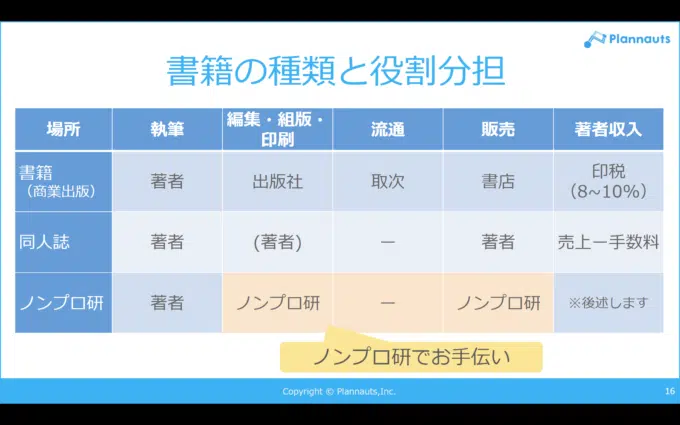 Plannauts
書籍の種類と役割分担
場所 執筆 編集・組版・印刷 流通 販売 著者収入
書籍（商業出版） 著者 出版社 取次 書店 印税（8~10%）
同人誌 著者 (著者) ー 著者 売上ー手数料
ノンプロ研 著者 ノンプロ研 ー ノンプロ研 ※後述します
ノンプロ研でお手伝い
Copyright © Plannauts,Inc. 16